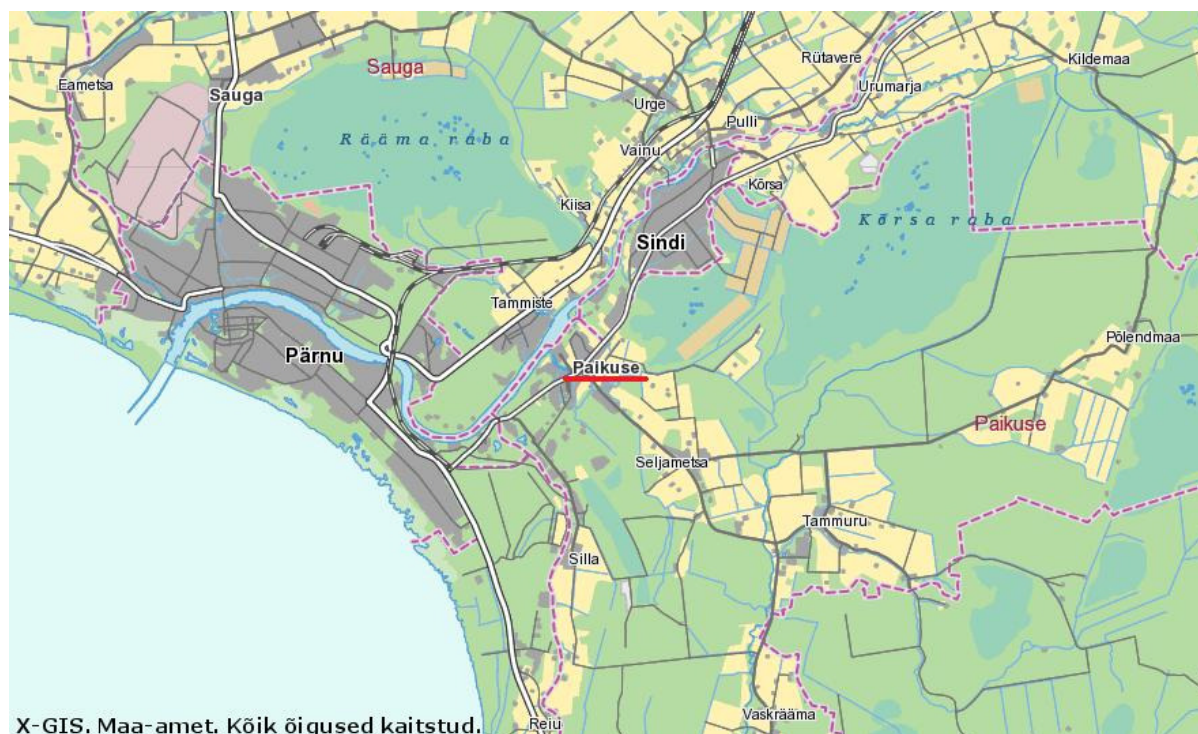 Rütavere
Kildemaa
Sauga
Eametsa
Urumarja
Sauga
Urge
Pulli
Rääma raba
Vainu
Kõrsa
Kiisa
Kõrsa raba
Sindi
Tammiste
Põlendmaa
Pärnu
Paikuse
Paikuse
Seljametsa
Tammuru
Silla
Vaskrääma
Reiu
X-GIS. Maa-amet. Kõik õigused kaitstud.